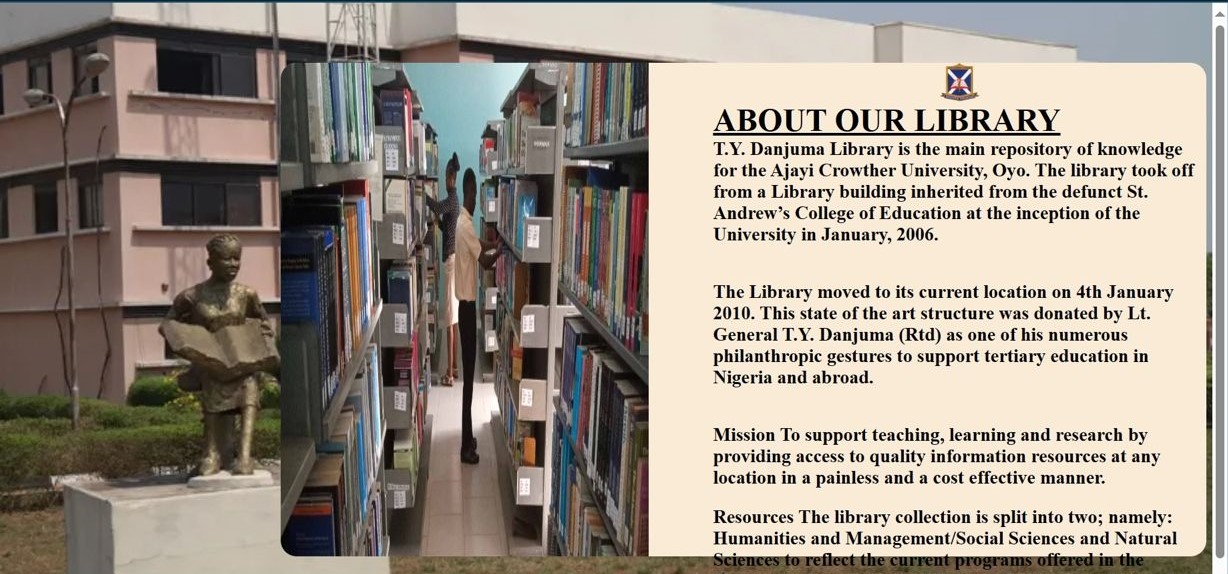 ABOUT OUR LIBRARY
T.Y. Danjuma Library is the main repository of knowledge
for the Ajayi Crowther University, Oyo. The library took off
from a Library building inherited from the defunct St.
Andrew’s College of Education at the inception of the
University in January, 2006.
The Library moved to its current location on 4th January
2010. This state of the art structure was donated by Lt.
General T.Y. Danjuma (Rtd) as one of his numerous
philanthropic gestures to support tertiary education in
Nigeria and abroad.
Mission To support teaching, learning and research by
providing access to quality information resources at any
location in a painless and a cost effective manner.
Resources The library collection is split into two; namely:
Humanities and Management/Social Sciences and Natural
Sciences to reflect the current programs offered in the